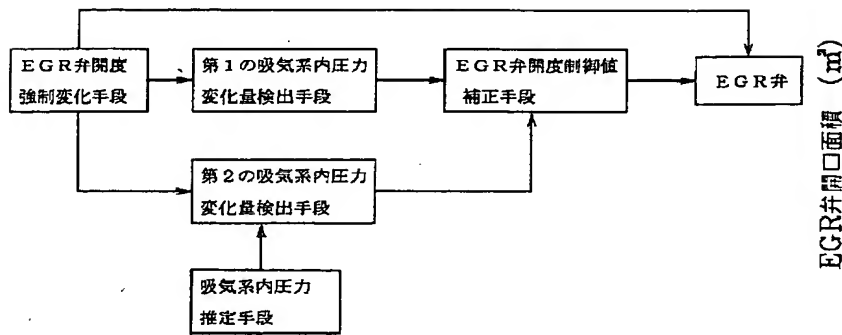 EGR弁開度
強制変化手段
第1の吸気系内圧力
変化量検出手段
EGR弁開度制御値
補正手段
EGR弁
第2の吸気系内圧力
変化量検出手段
吸気系内圧力
推定手段
EGR弁開口面積 (㎡)